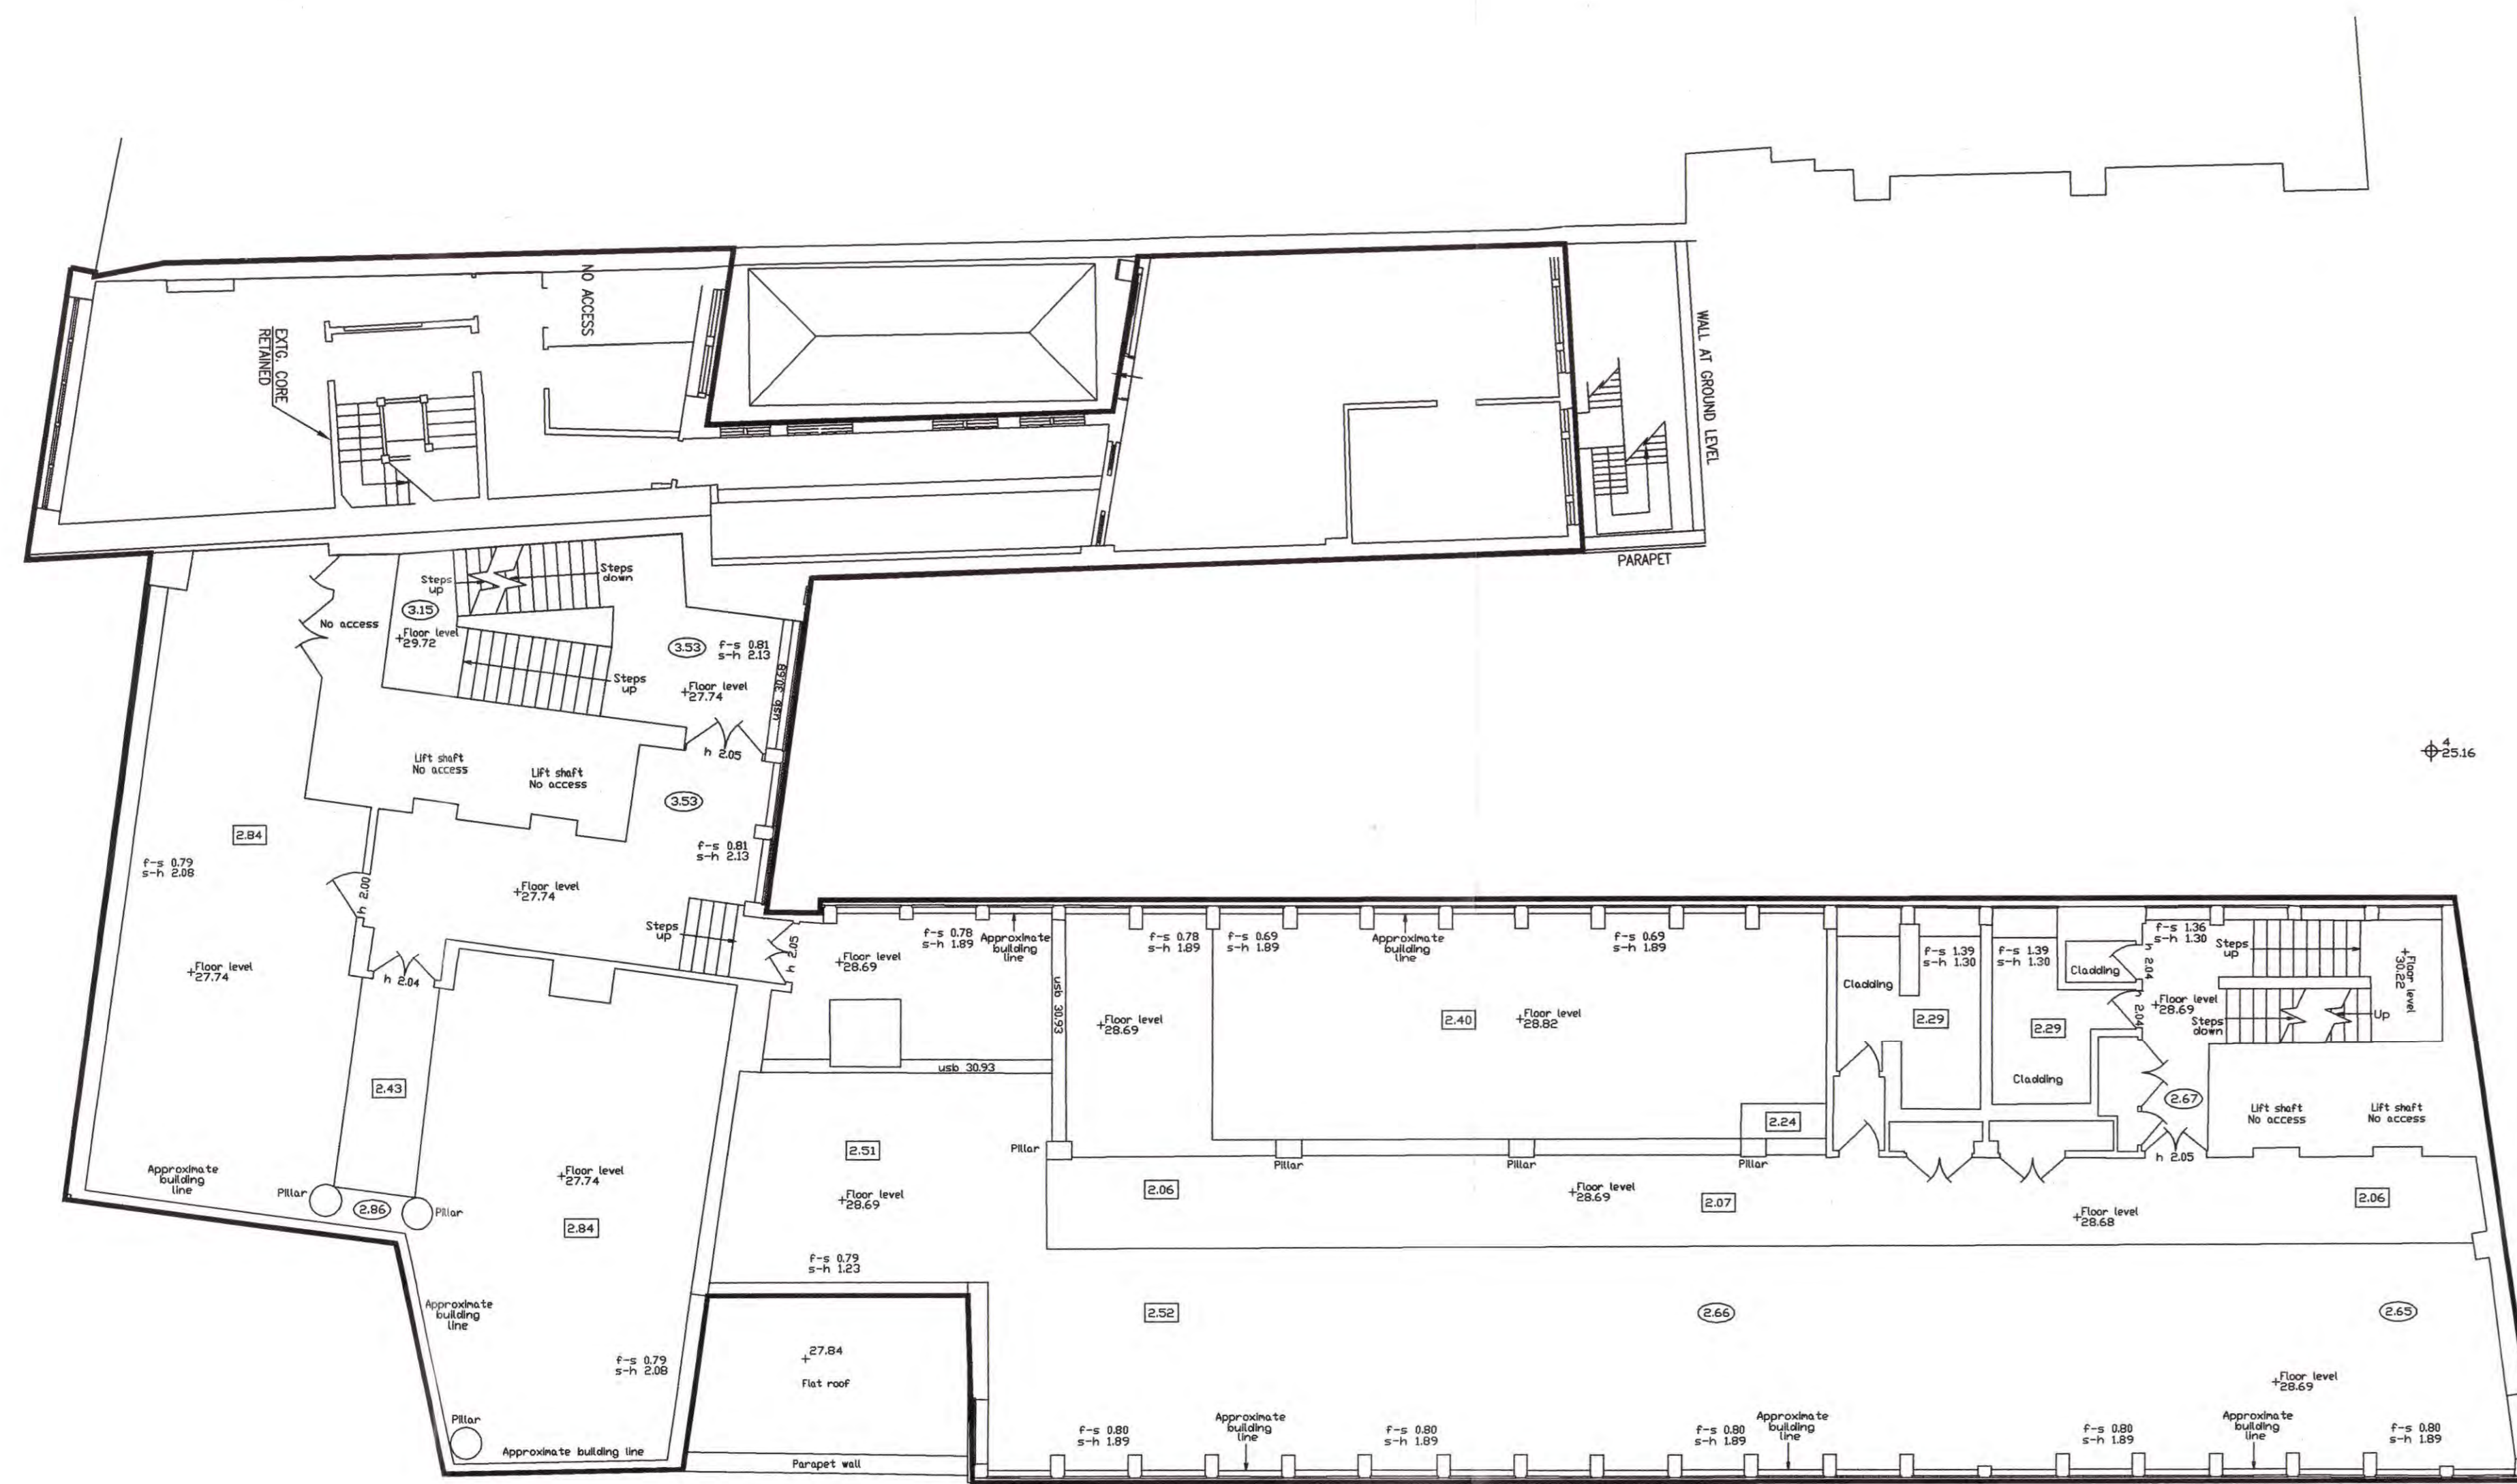 NO ACCESS
EXTG. CORE
RETAINED
WALL AT GROUND LEVEL
PARAPET
Steps
up
Steps
down
3.15
No access
Floor level
29.72
3.53
f-s 0.81
s-h 2.13
usb 30.68
Steps
up
Floor level
27.74
h 2.05
Lift shaft
No access
Lift shaft
No access
4
25.16
3.53
2.84
f-s 0.81
s-h 2.13
f-s 0.79
s-h 2.08
h 2.00
Floor level
27.74
Steps
up
h 2.05
f-s 0.78
s-h 1.89
Approximate
building
line
f-s 0.78
s-h 1.89
f-s 0.69
s-h 1.89
Approximate
building
line
f-s 0.69
s-h 1.89
f-s 1.39
s-h 1.30
f-s 1.39
s-h 1.30
f-s 1.36
s-h 1.30
Steps
up
Floor level
28.69
Floor level
27.74
h 2.04
Cladding
Cladding
2.04
Floor level
30.22
usb 30.93
Floor level
28.69
2.40
Floor level
28.82
2.29
2.29
2.04
Floor level
28.69
Steps
down
Up
usb 30.93
Cladding
2.43
2.67
Lift shaft
No access
Lift shaft
No access
2.24
2.51
Pillar
Pillar
Pillar
Pillar
h 2.05
Approximate
building
line
Floor level
27.74
Pillar
2.86
Pillar
2.84
Floor level
28.69
2.06
Floor level
28.69
2.07
Floor level
28.68
2.06
f-s 0.79
s-h 1.23
Approximate
building
line
2.52
2.66
2.65
27.84
Flat roof
f-s 0.79
s-h 2.08
Floor level
28.69
Pillar
Approximate building line
Parapet wall
f-s 0.80
s-h 1.89
Approximate
building
line
f-s 0.80
s-h 1.89
f-s 0.80
s-h 1.89
Approximate
building
line
f-s 0.80
s-h 1.89
Approximate
building
line
f-s 0.80
s-h 1.89